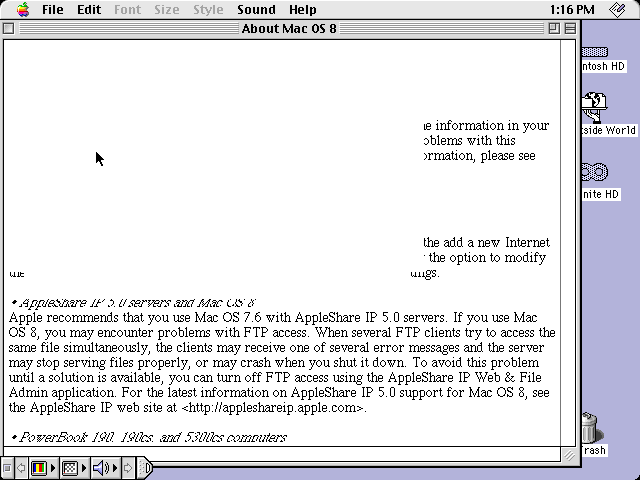 File Edit Font Size Style Sound Help 1:16 PM
About Mac OS 8
information in your
with this
please see
the add a new Internet
the option to modify
• AppleShare IP 5.0 servers and Mac OS 8
Apple recommends that you use Mac OS 7.6 with AppleShare IP 5.0 servers. If you use Mac
OS 8, you may encounter problems with FTP access. When several FTP clients try to access the
same file simultaneously, the clients may receive one of several error messages and the server
may stop serving files properly, or may crash when you shut it down. To avoid this problem
until a solution is available, you can turn off FTP access using the AppleShare IP Web & File
Admin application. For the latest information on AppleShare IP 5.0 support for Mac OS 8, see
the AppleShare IP web site at <http://appleshareip.apple.com>.
• PowerBook 190, 190cs, and 5300cs computers
ntosh HD
tside World
nite HD
rash